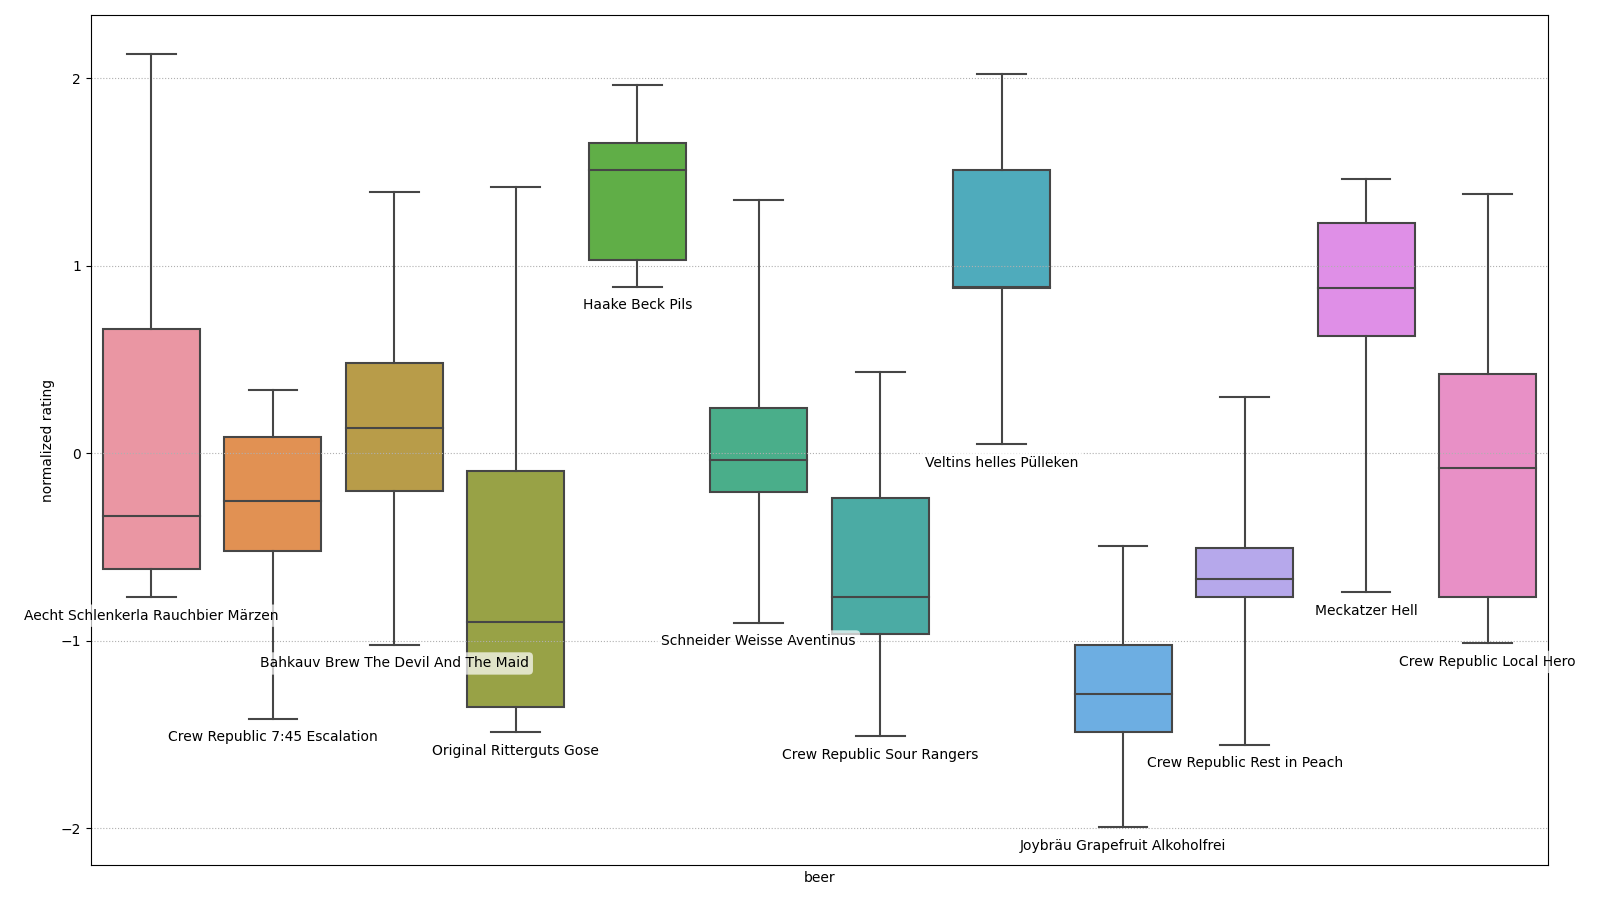 2
1
0
−1
−2
normalized rating
Haake Beck Pils
Veltins helles Pülleken
Aecht Schlenkerla Rauchbier Märzen
Meckatzer Hell
Schneider Weisse Aventinus
Bahkauv Brew The Devil And The Maid
Crew Republic Local Hero
Crew Republic 7:45 Escalation
Original Ritterguts Gose
Crew Republic Sour Rangers
Crew Republic Rest in Peach
Joybräu Grapefruit Alkoholfrei
beer